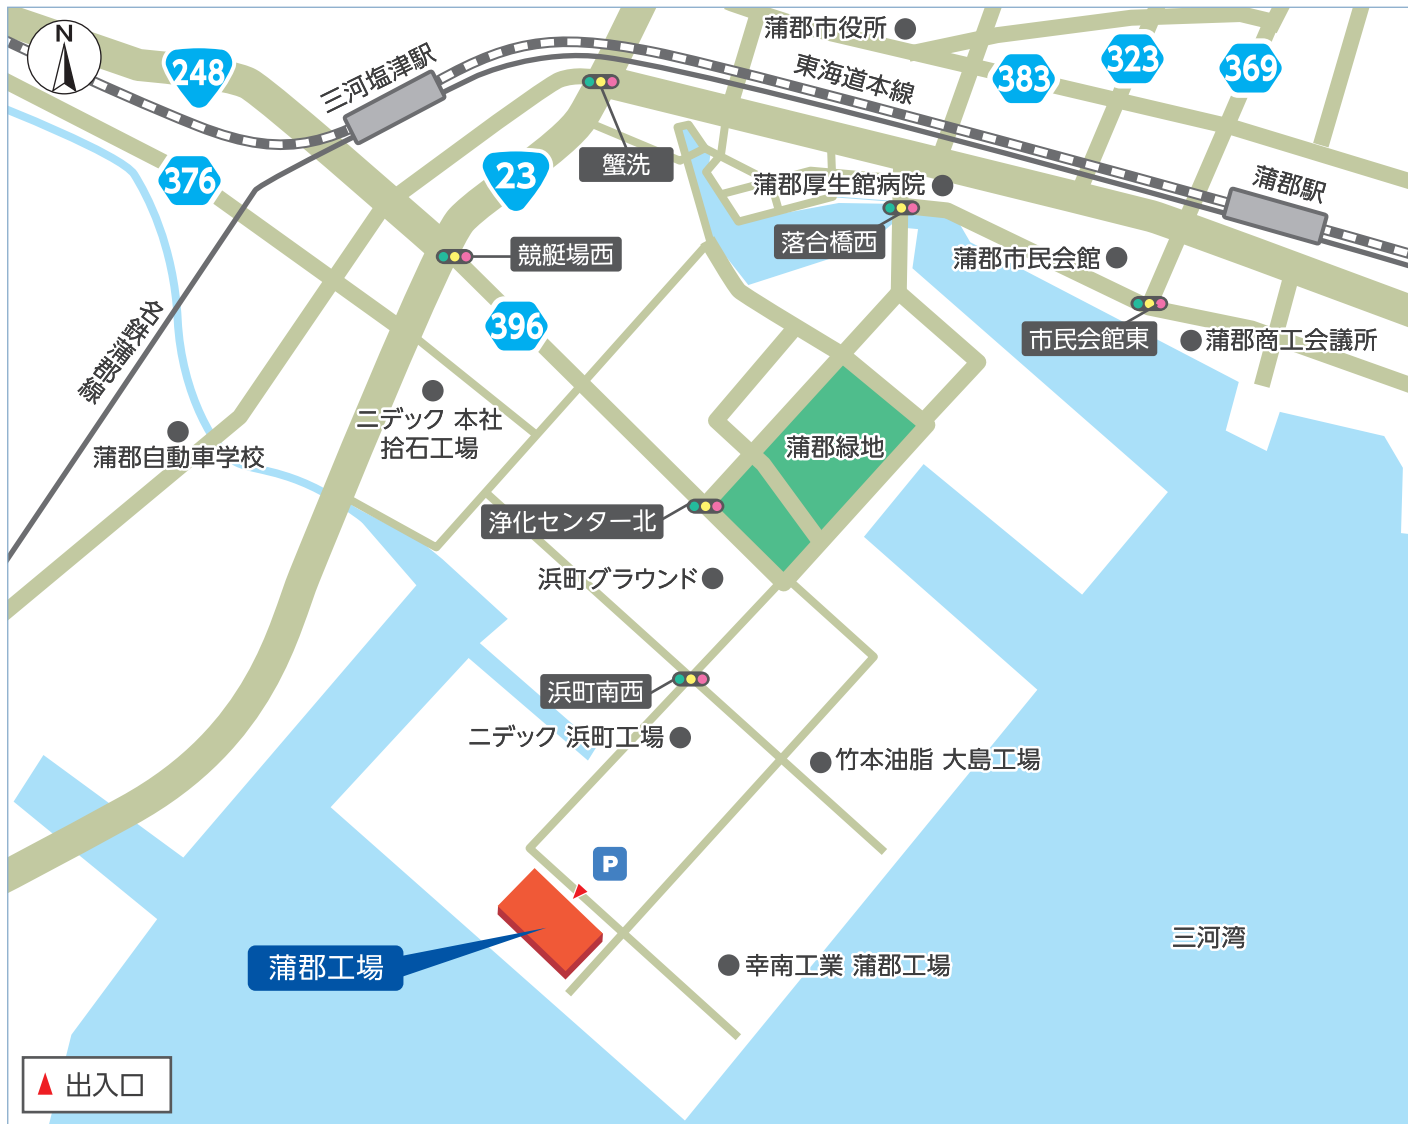 N
248
三河塩津駅
蒲郡市役所
東海道本線
383
323
369
376
23
蟹洗
蒲郡厚生館病院
蒲郡駅
競艇場西
落合橋西
蒲郡市民会館
396
市民会館東
蒲郡商工会議所
名鉄蒲郡線
ニデック 本社
拾石工場
蒲郡自動車学校
蒲郡緑地
浄化センター北
浜町グラウンド
浜町南西
ニデック 浜町工場
竹本油脂 大島工場
P
三河湾
蒲郡工場
幸南工業 蒲郡工場
出入口